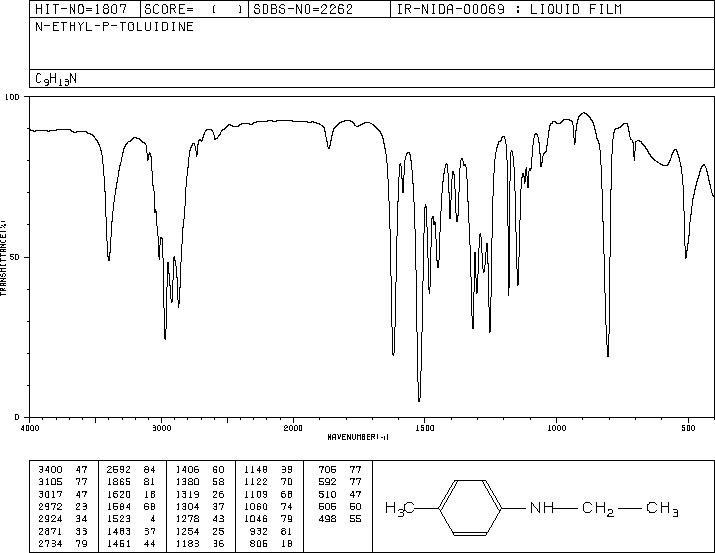 HIT-NO=1807 SCORE= ( ) SDBS-NO=2262 IR-NIDA-00069 : LIQUID FILM
N-ETHYL-P-TOLUIDINE
C9H13N
100
50
0
TRANSMITTANCE(%)
4000 3000 2000 1500 1000 500
WAVENUMBER(-1)
3400 47 2592 84 1406 60 1148 39 705 77
3105 77 1865 81 1380 58 1122 70 592 77
3017 47 1620 18 1319 26 1109 68 510 47
2972 23 1584 68 1304 37 1060 74 506 50
2924 34 1523 4 1278 43 1046 79 498 55
2871 33 1483 37 1254 25 932 81
2734 79 1451 44 1183 36 806 18
H3C NH CH2 CH3